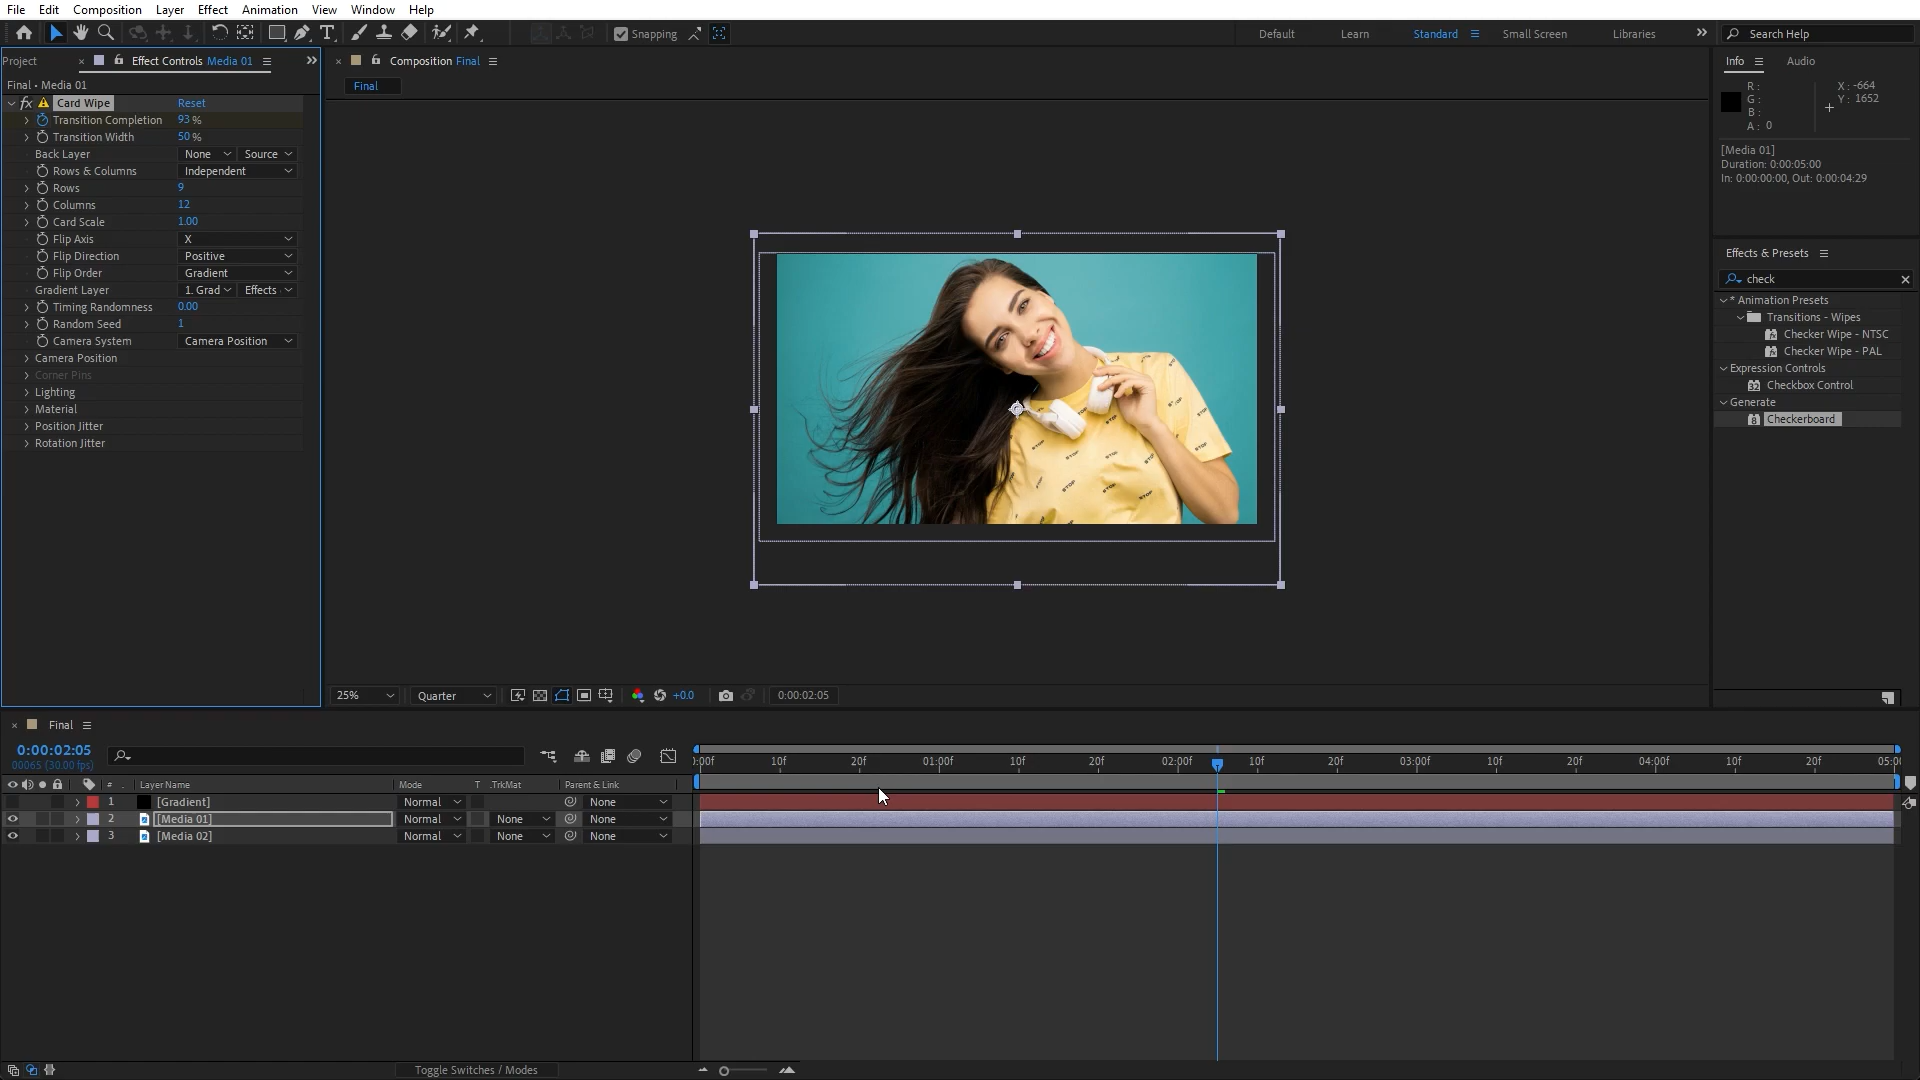 File Edit Composition Layer Effect Animation View Window Help
Snapping Default Learn Standard Small Screen Libraries Search Help
Project Effect Controls Media 01
Final • Media 01
fx Card Wipe Reset
Transition Completion 93 %
Transition Width 50 %
Back Layer None Source
Rows & Columns Independent
Rows 9
Columns 12
Card Scale 1.00
Flip Axis X
Flip Direction Positive
Flip Order Gradient
Gradient Layer 1. Grad Effects
Timing Randomness 0.00
Random Seed 1
Camera System Camera Position
Camera Position
Corner Pins
Lighting
Material
Position Jitter
Rotation Jitter
Composition Final
Final
STOP STOP STOP
25% Quarter +0.0 0:00:02:05
Info Audio
R :
G :
B :
A : 0
X : -664
Y : 1652
[Media 01]
Duration: 0:00:05:00
In: 0:00:00:00, Out: 0:00:04:29
Effects & Presets
check
* Animation Presets
Transitions - Wipes
Checker Wipe - NTSC
Checker Wipe - PAL
Expression Controls
Checkbox Control
Generate
Checkerboard
Final
0:00:02:05
00065 (30.00 fps)
# Layer Name Mode T .TrkMat Parent & Link
1 [Gradient] Normal None
2 [Media 01] Normal None None
3 [Media 02] Normal None None
):00f 10f 20f 01:00f 10f 20f 02:00f 10f 20f 03:00f 10f 20f 04:00f 10f 20f 05:00
Toggle Switches / Modes